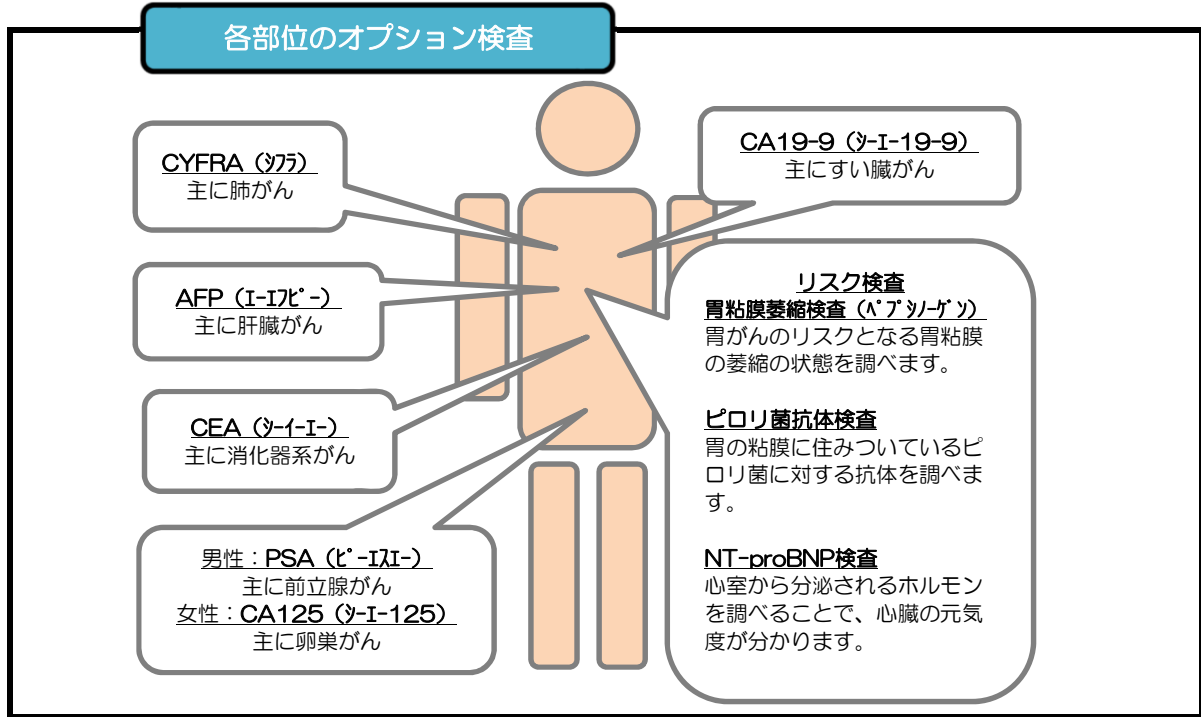 各部位のオプション検査
CYFRA（ｼﾌﾗ）
主に肺がん
AFP（ｴｰｴﾌﾋﾟｰ）
主に肝臓がん
CEA（ｼｰｲｰｴｰ）
主に消化器系がん
男性：PSA（ﾋﾟｰｴｽｴｰ）
主に前立腺がん
女性：CA125（ｼｰｴｰ125）
主に卵巣がん
CA19-9（ｼｰｴｰ19-9）
主にすい臓がん
リスク検査
胃粘膜萎縮検査（ﾍﾟﾌﾟｼﾉｰｹﾞﾝ）
胃がんのリスクとなる胃粘膜
の萎縮の状態を調べます。
ピロリ菌抗体検査
胃の粘膜に住みついているピ
ロリ菌に対する抗体を調べま
す。
NT-proBNP検査
心室から分泌されるホルモン
を調べることで、心臓の元気
度が分かります。